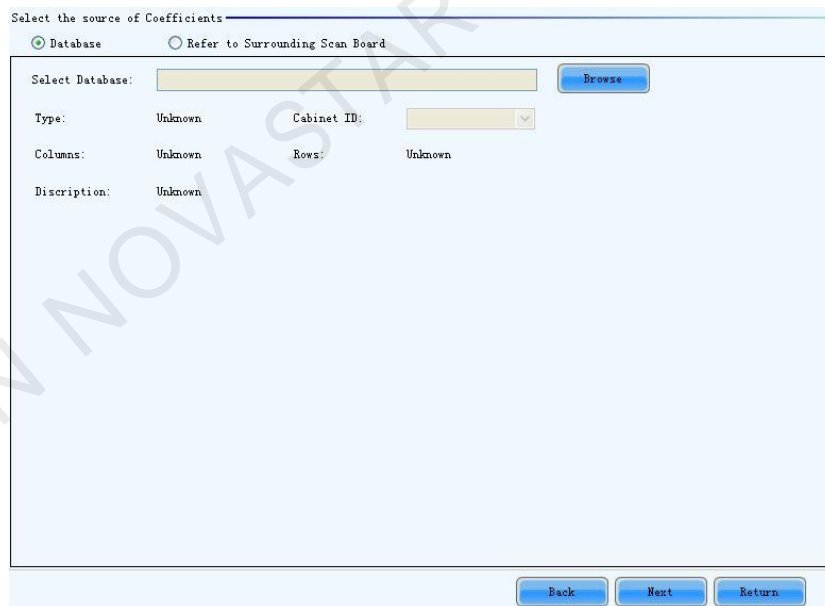 Select the source of Coefficients
Database Refer to Surrounding Scan Board
Select Database: Browse
Type: Unknown Cabinet ID:
Columns: Unknown Rows: Unknown
Discription: Unknown
N NOVASTAR
Back Next Return